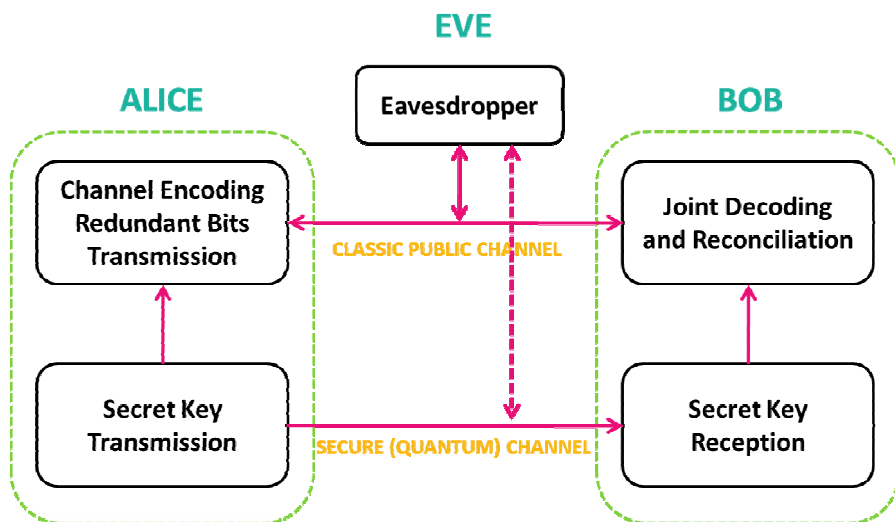 EVE
ALICE
Eavesdropper
BOB
Channel Encoding
Redundant Bits
Transmission
Joint Decoding
and Reconciliation
CLASSIC PUBLIC CHANNEL
Secret Key
Transmission
Secret Key
Reception
SECURE (QUANTUM) CHANNEL